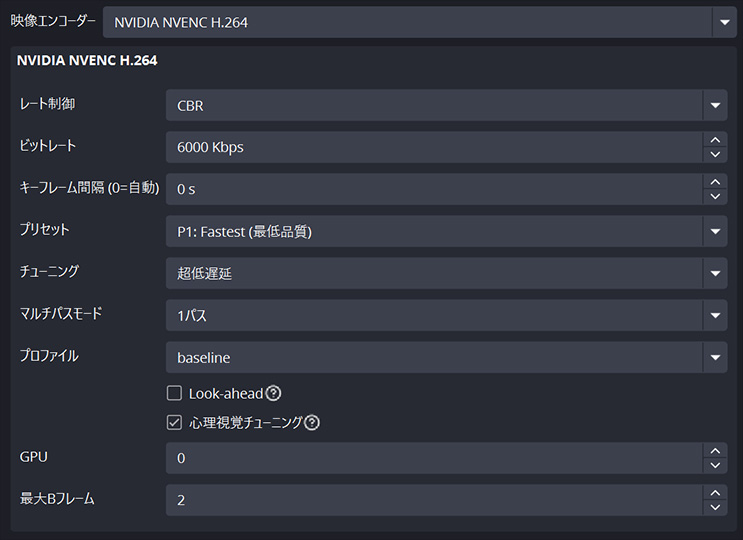 映像エンコーダー NVIDIA NVENC H.264
NVIDIA NVENC H.264
レート制御 CBR
ビットレート 6000 Kbps
キーフレーム間隔 (0=自動) 0 s
プリセット P1: Fastest (最低品質)
チューニング 超低遅延
マルチパスモード 1パス
プロファイル baseline
Look-ahead ?
心理視覚チューニング ?
GPU 0
最大Bフレーム 2